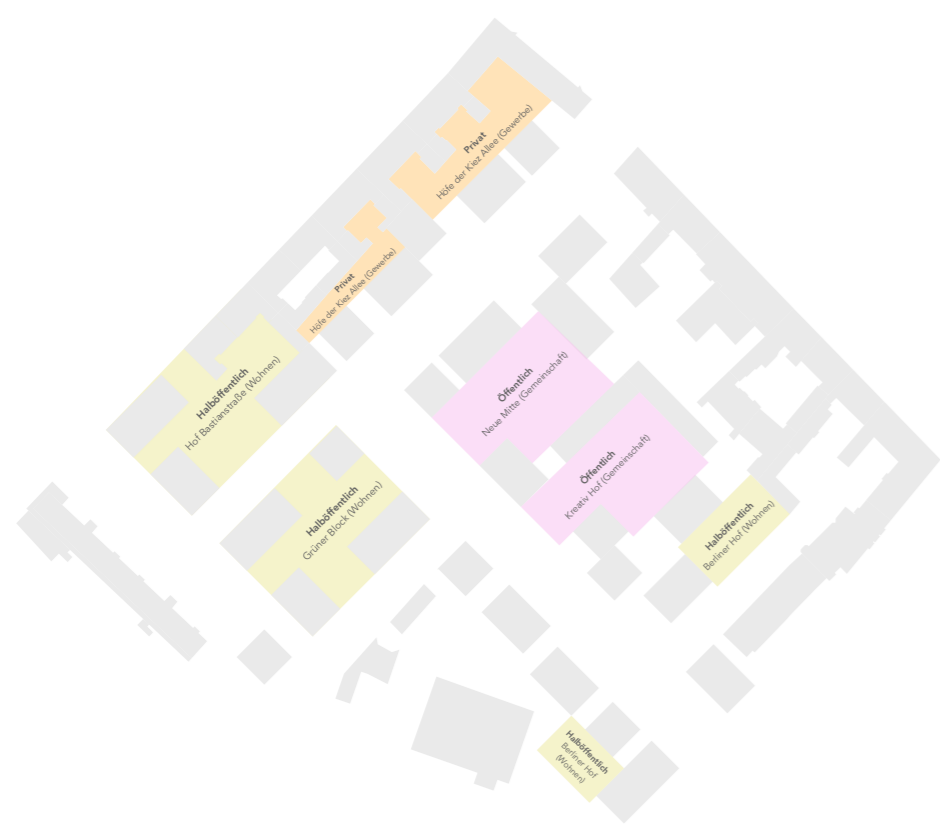 Privat
Höfe der Kiez Allee (Gewerbe)
Privat
Höfe der Kiez Allee (Gewerbe)
Halböffentlich
Hof Bastianstraße (Wohnen)
Öffentlich
Neue Mitte (Gemeinschaft)
Öffentlich
Kreativ Hof (Gemeinschaft)
Halböffentlich
Grüner Block (Wohnen)
Halböffentlich
Berliner Hof (Wohnen)
Halböffentlich
Berliner Hof
(Wohnen)